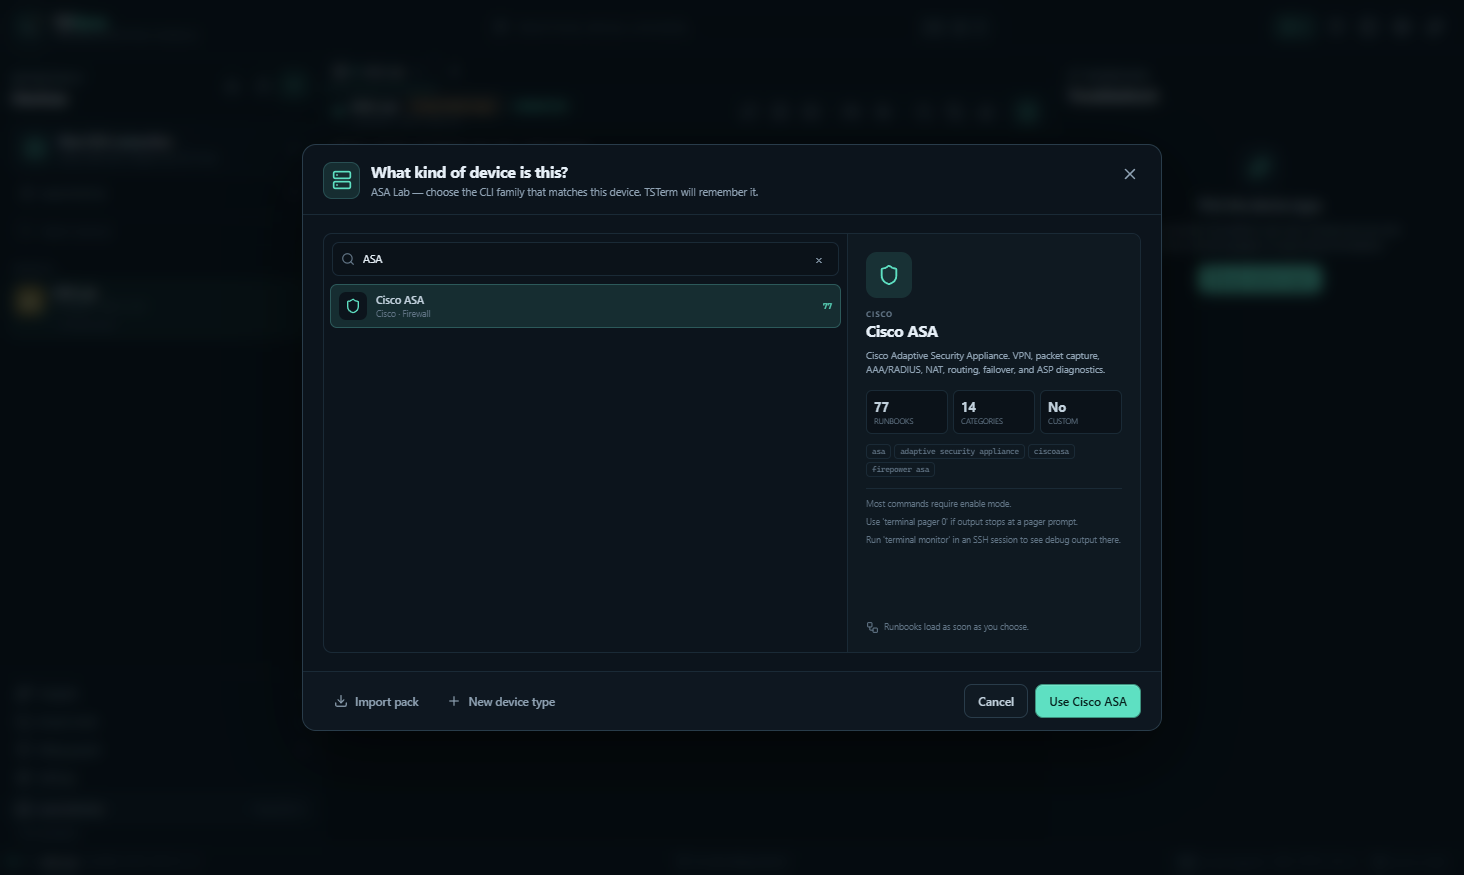 What kind of device is this?
ASA Lab — choose the CLI family that matches this device. TSTerm will remember it.
ASA
Cisco ASA
Cisco · Firewall
77
CISCO
Cisco ASA
Cisco Adaptive Security Appliance. VPN, packet capture,
AAA/RADIUS, NAT, routing, failover, and ASP diagnostics.
77
RUNBOOKS
14
CATEGORIES
No
CUSTOM
asa
adaptive security appliance
ciscoasa
firepower asa
Most commands require enable mode.
Use 'terminal pager 0' if output stops at a pager prompt.
Run 'terminal monitor' in an SSH session to see debug output there.
Runbooks load as soon as you choose.
Import pack
New device type
Cancel
Use Cisco ASA